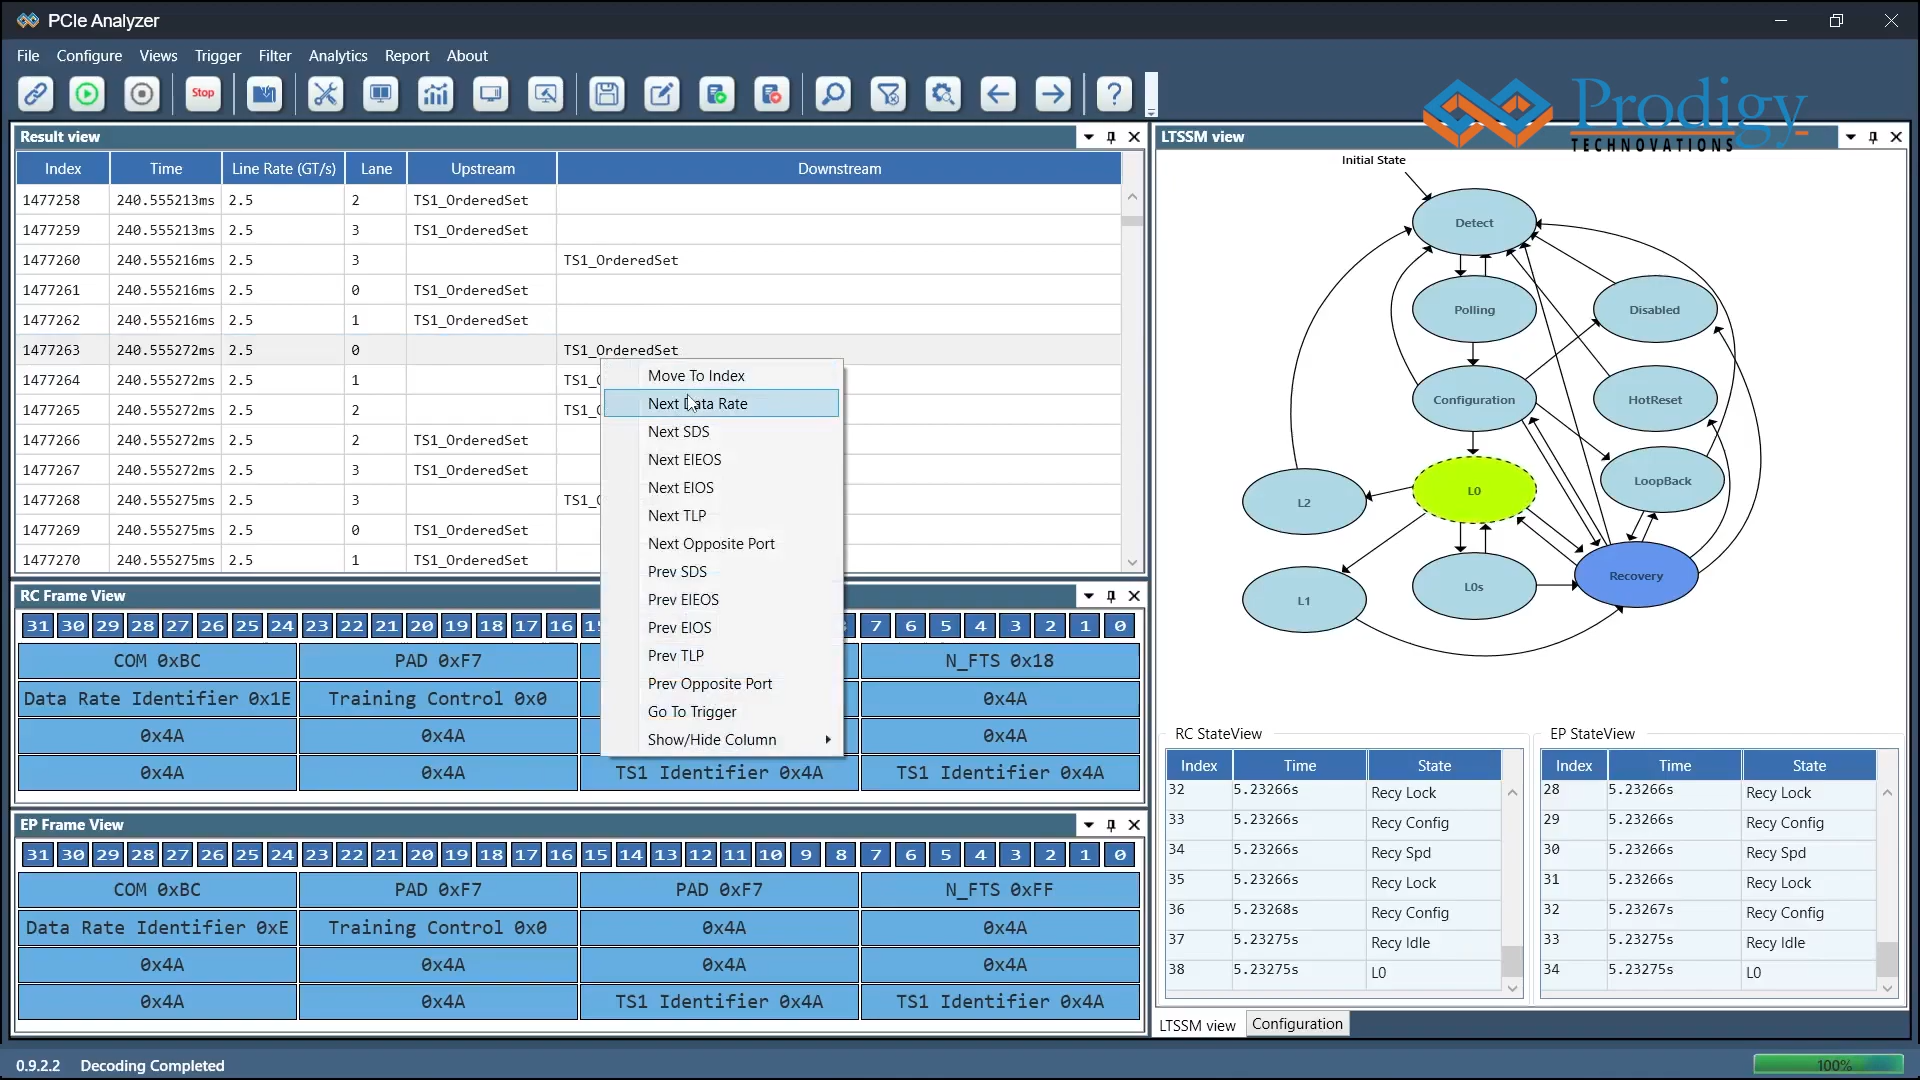 PCIe Analyzer
File Configure Views Trigger Filter Analytics Report About
Stop
Prodigy
TECHNOVATIONS
Result view
Index Time Line Rate (GT/s) Lane Upstream Downstream
1477258 240.555213ms 2.5 2 TS1_OrderedSet
1477259 240.555213ms 2.5 3 TS1_OrderedSet
1477260 240.555216ms 2.5 3 TS1_OrderedSet
1477261 240.555216ms 2.5 0 TS1_OrderedSet
1477262 240.555216ms 2.5 1 TS1_OrderedSet
1477263 240.555272ms 2.5 0 TS1_OrderedSet
1477264 240.555272ms 2.5 1
1477265 240.555272ms 2.5 2
1477266 240.555272ms 2.5 2 TS1_OrderedSet
1477267 240.555272ms 2.5 3 TS1_OrderedSet
1477268 240.555275ms 2.5 3
1477269 240.555275ms 2.5 0 TS1_OrderedSet
1477270 240.555275ms 2.5 1 TS1_OrderedSet
Move To Index
Next Data Rate
Next SDS
Next EIEOS
Next EIOS
Next TLP
Next Opposite Port
Prev SDS
Prev EIEOS
Prev EIOS
Prev TLP
Prev Opposite Port
Go To Trigger
Show/Hide Column
RC Frame View
31 30 29 28 27 26 25 24 23 22 21 20 19 18 17 16 7 6 5 4 3 2 1 0
COM 0xBC PAD 0xF7 N_FTS 0x18
Data Rate Identifier 0x1E Training Control 0x0 0x4A
0x4A 0x4A 0x4A
0x4A 0x4A TS1 Identifier 0x4A TS1 Identifier 0x4A
EP Frame View
31 30 29 28 27 26 25 24 23 22 21 20 19 18 17 16 15 14 13 12 11 10 9 8 7 6 5 4 3 2 1 0
COM 0xBC PAD 0xF7 PAD 0xF7 N_FTS 0xFF
Data Rate Identifier 0xE Training Control 0x0 0x4A 0x4A
0x4A 0x4A 0x4A 0x4A
0x4A 0x4A TS1 Identifier 0x4A TS1 Identifier 0x4A
LTSSM view
Initial State
Detect
Polling
Disabled
Configuration
HotReset
L0
LoopBack
L2
Recovery
L0s
L1
RC StateView
Index Time State
32 5.23266s Recy Lock
33 5.23266s Recy Config
34 5.23266s Recy Spd
35 5.23266s Recy Lock
36 5.23268s Recy Config
37 5.23275s Recy Idle
38 5.23275s L0
EP StateView
Index Time State
28 5.23266s Recy Lock
29 5.23266s Recy Config
30 5.23266s Recy Spd
31 5.23266s Recy Lock
32 5.23267s Recy Config
33 5.23275s Recy Idle
34 5.23275s L0
LTSSM view Configuration
0.9.2.2 Decoding Completed
100%